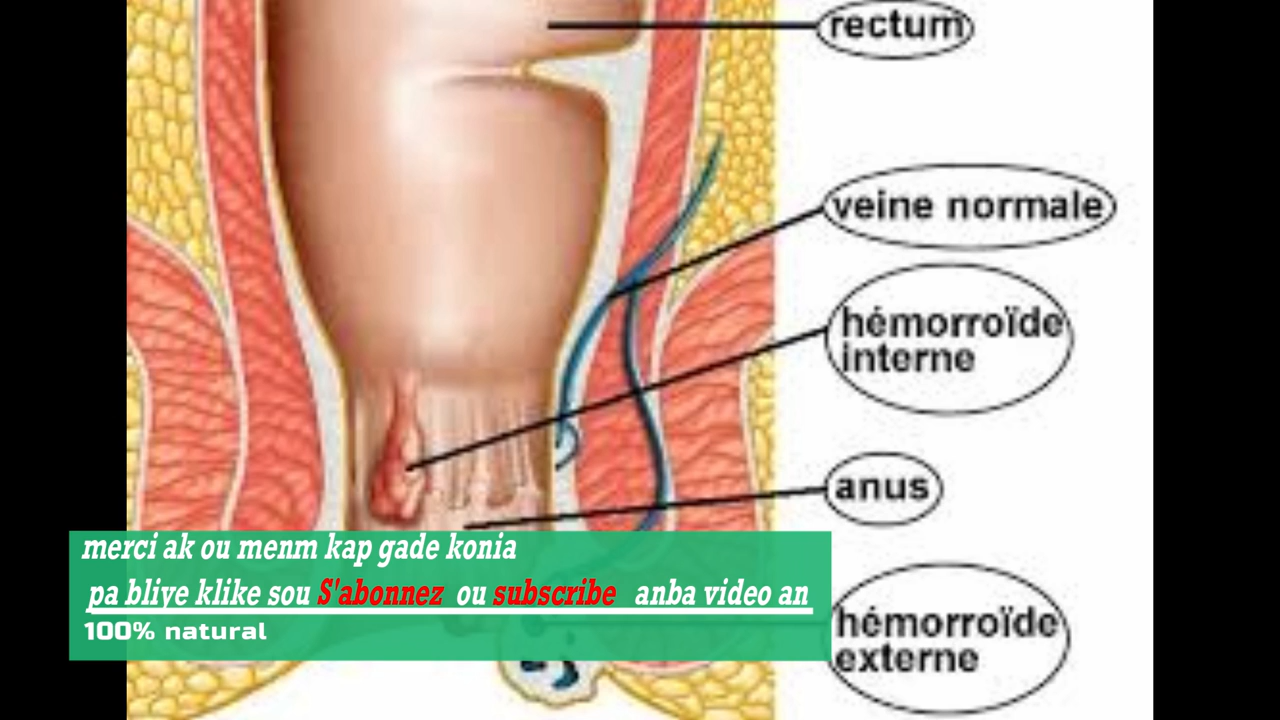 rectum
veine normale
hémorroïde
interne
anus
merci ak ou menm kap gade konia
pa bliye klike sou S'abonnez ou subscribe anba video an
100% natural
hémorroïde
externe